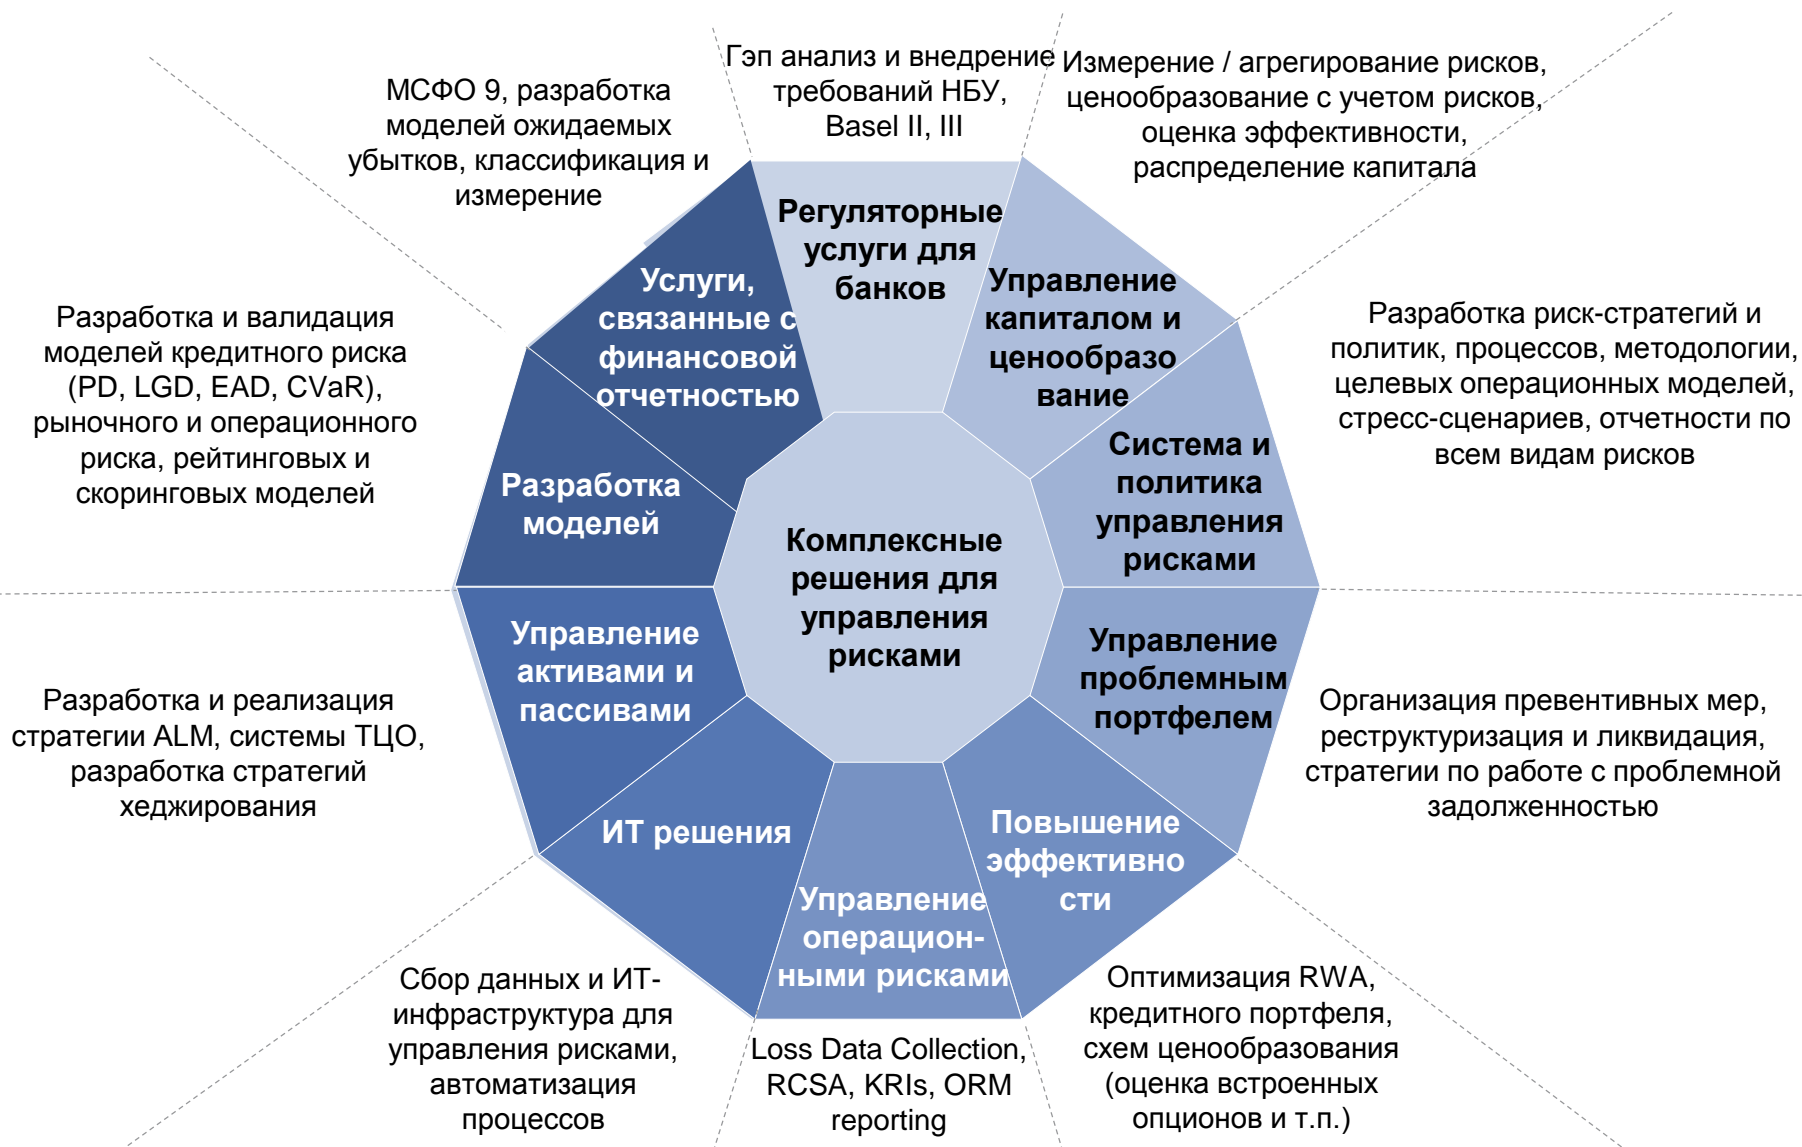 Гэп анализ и внедрение
требований НБУ,
Basel II, III
Измерение / агрегирование рисков,
ценообразование с учетом рисков,
оценка эффективности,
распределение капитала
МСФО 9, разработка
моделей ожидаемых
убытков, классификация и
измерение
Регуляторные
услуги для
банков
Услуги,
связанные с
финансовой
отчетностью
Управление
капиталом и
ценообразо
вание
Разработка и валидация
моделей кредитного риска
(PD, LGD, EAD, CVaR),
рыночного и операционного
риска, рейтинговых и
скоринговых моделей
Разработка риск-стратегий и
политик, процессов, методологии,
целевых операционных моделей,
стресс-сценариев, отчетности по
всем видам рисков
Разработка
моделей
Система и
политика
управления
рисками
Комплексные
решения для
управления
рисками
Управление
активами и
пассивами
Управление
проблемным
портфелем
Разработка и реализация
стратегии ALM, системы ТЦО,
разработка стратегий
хеджирования
Организация превентивных мер,
реструктуризация и ликвидация,
стратегии по работе с проблемной
задолженностью
ИТ решения
Повышение
эффективно
сти
Управление
операцион-
ными рисками
Сбор данных и ИТ-
инфраструктура для
управления рисками,
автоматизация
процессов
Loss Data Collection,
RCSA, KRIs, ORM
reporting
Оптимизация RWA,
кредитного портфеля,
схем ценообразования
(оценка встроенных
опционов и т.п.)